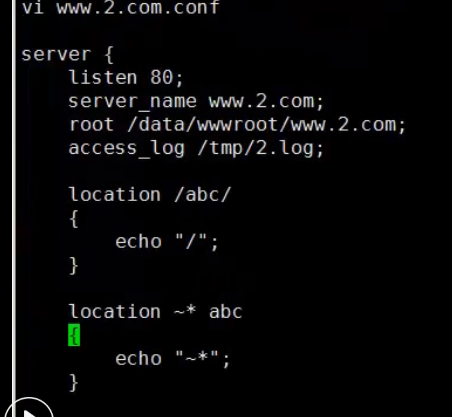 vi www.2.com.conf
server {
listen 80;
server_name www.2.com;
root /data/wwwroot/www.2.com;
access_log /tmp/2.log;
location /abc/
{
echo "/";
}
location ~* abc
{
echo "~*";
}